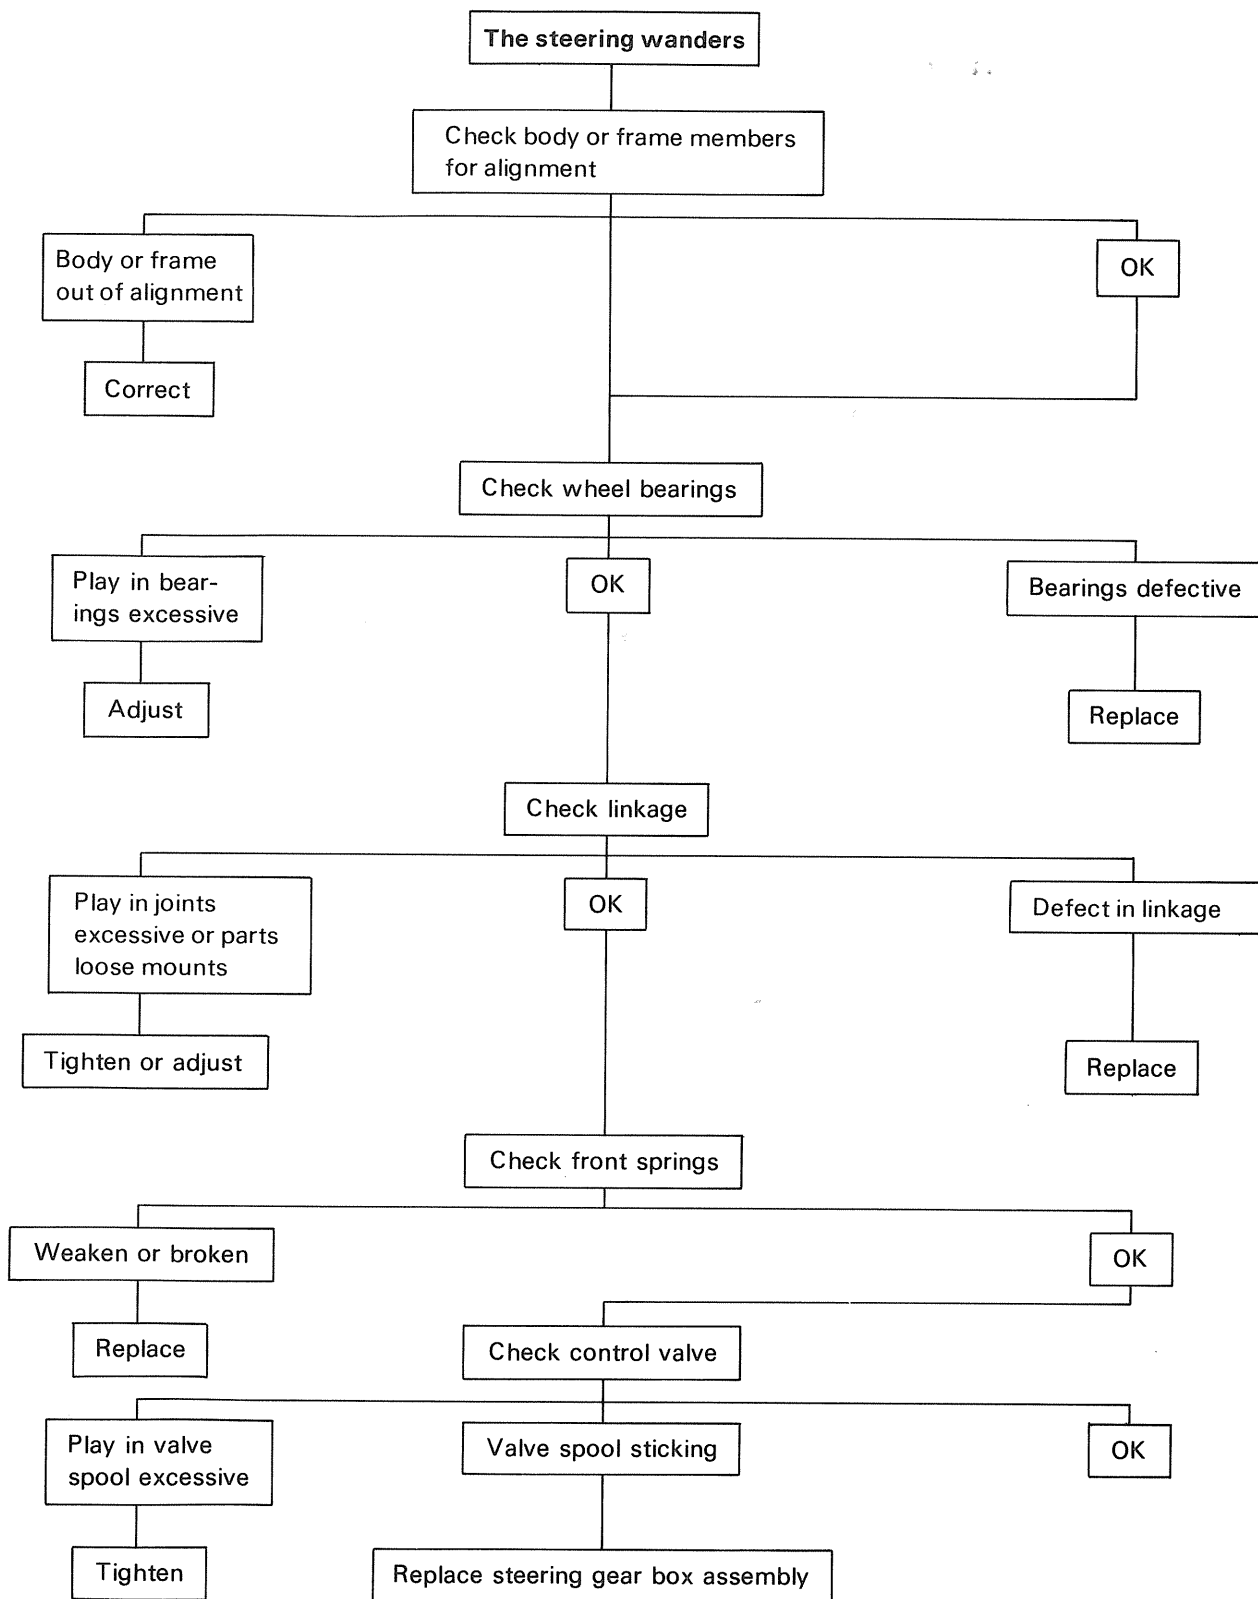 The steering wanders
Check body or frame members
for alignment
Body or frame
out of alignment
OK
Correct
Check wheel bearings
Play in bear-
ings excessive
OK
Bearings defective
Adjust
Replace
Check linkage
Play in joints
excessive or parts
loose mounts
OK
Defect in linkage
Tighten or adjust
Replace
Check front springs
Weaken or broken
OK
Replace
Check control valve
Play in valve
spool excessive
Valve spool sticking
OK
Tighten
Replace steering gear box assembly